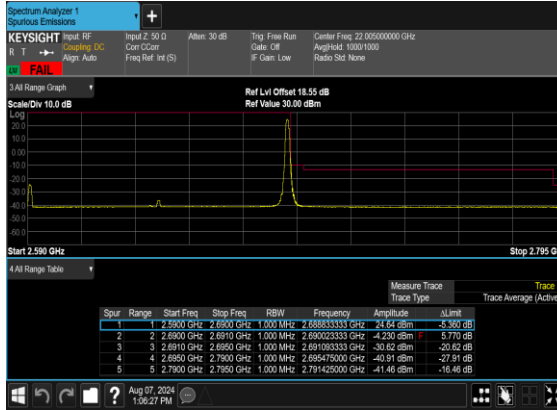 Spectrum Analyzer 1
Spurious Emissions
+
KEYSIGHT Input: RF Input Z: 50 Ω Atten: 30 dB Trig: Free Run Center Freq: 22.005000000 GHz
R T Coupling: DC Corr CCorr Gate: Off Avg|Hold: 1000/1000
Align: Auto Freq Ref: Int (S) IF Gain: Low Radio Std: None
FAIL
3 All Range Graph
Ref Lvl Offset 18.55 dB
Scale/Div 10.0 dB Ref Value 30.00 dBm
Log
20.0
10.0
0.00
-10.0
-20.0
-30.0
-40.0
-50.0
-60.0
Start 2.590 GHz Stop 2.795 G
4 All Range Table
Measure Trace Trace
Trace Type Trace Average (Active
Spur Range Start Freq Stop Freq RBW Frequency Amplitude ΔLimit
1 1 2.5900 GHz 2.6900 GHz 1.000 MHz 2.688833333 GHz 24.64 dBm -5.360 dB
2 2 2.6900 GHz 2.6910 GHz 1.000 MHz 2.690023333 GHz -4.230 dBm F 5.770 dB
3 3 2.6910 GHz 2.6950 GHz 1.000 MHz 2.691093333 GHz -30.62 dBm -20.62 dB
4 4 2.6950 GHz 2.7900 GHz 1.000 MHz 2.695475000 GHz -40.91 dBm -27.91 dB
5 5 2.7900 GHz 2.7950 GHz 1.000 MHz 2.791425000 GHz -41.46 dBm -16.46 dB
? Aug 07, 2024
1:06:27 PM